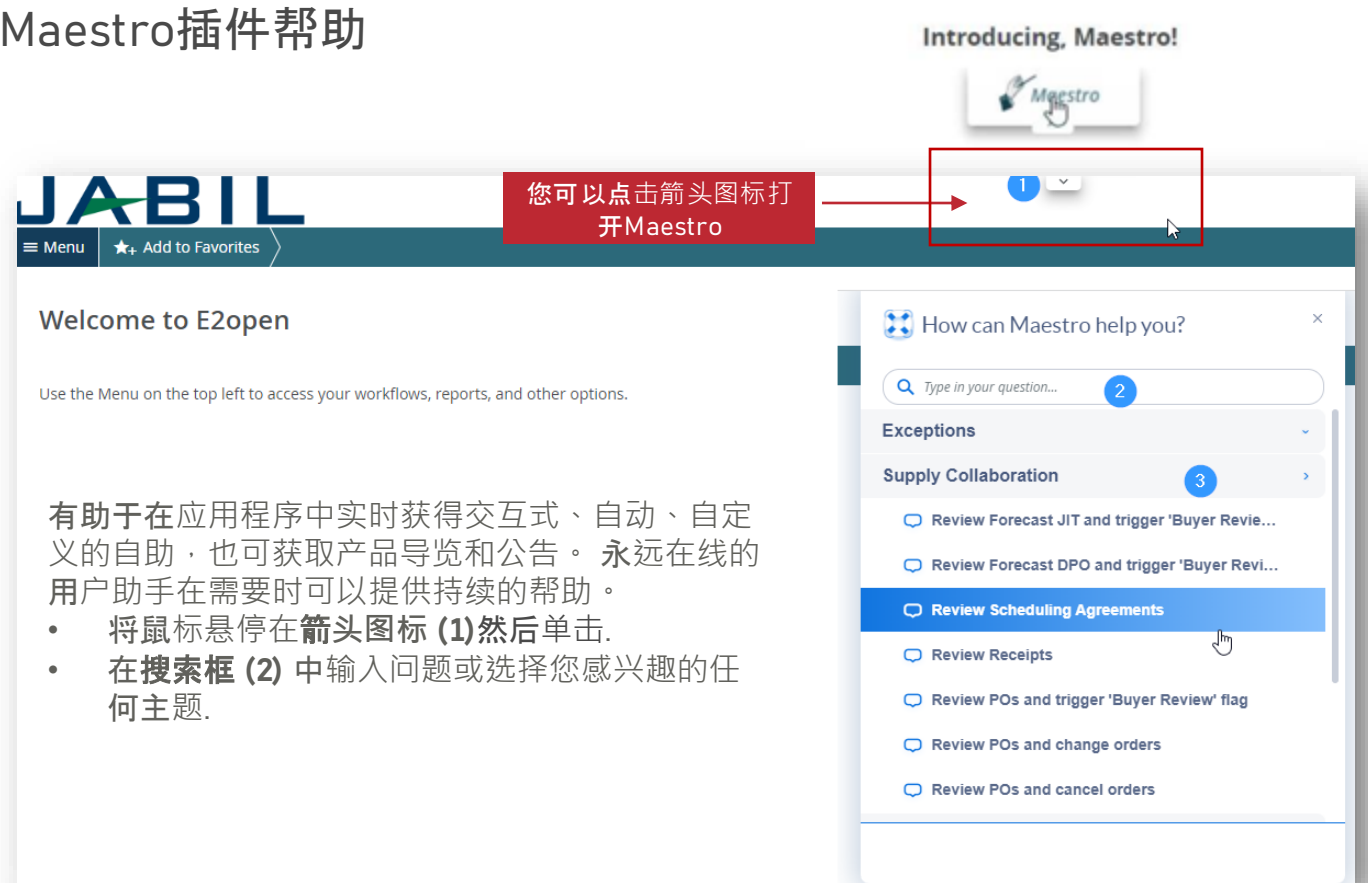 Maestro插件帮助
Introducing, Maestro!
Maestro
JABIL
您可以点击箭头图标打
开Maestro
1
Menu
Add to Favorites
Welcome to E2open
Use the Menu on the top left to access your workflows, reports, and other options.
有助于在应用程序中实时获得交互式、自动、自定
义的自助，也可获取产品导览和公告。 永远在线的
用户助手在需要时可以提供持续的帮助。
• 将鼠标悬停在箭头图标 (1)然后单击.
• 在搜索框 (2) 中输入问题或选择您感兴趣的任
何主题.
How can Maestro help you?
Type in your question...
2
Exceptions
Supply Collaboration
3
Review Forecast JIT and trigger 'Buyer Revie...
Review Forecast DPO and trigger 'Buyer Revi...
Review Scheduling Agreements
Review Receipts
Review POs and trigger 'Buyer Review' flag
Review POs and change orders
Review POs and cancel orders